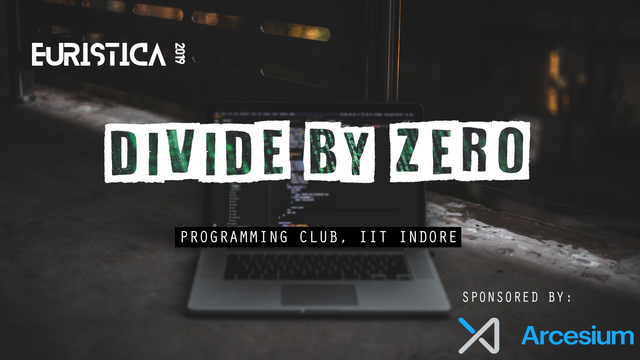 EURISTICA 2019
DIVIDE BY ZERO
PROGRAMMING CLUB, IIT INDORE
SPONSORED BY:
Arcesium